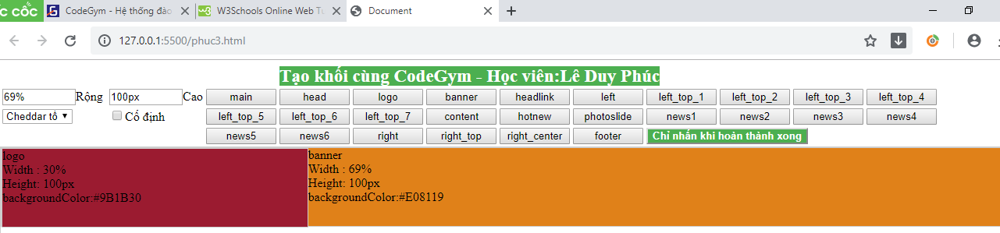 ốc cốc
CodeGym - Hệ thống đào
W3Schools Online Web Tu
Document
127.0.0.1:5500/phuc3.html
Tạo khối cùng CodeGym - Học viên:Lê Duy Phúc
69% Rộng 100px Cao main head logo banner headlink left left_top_1 left_top_2 left_top_3 left_top_4
Cheddar tố Cố định left_top_5 left_top_6 left_top_7 content hotnew photoslide news1 news2 news3 news4
news5 news6 right right_top right_center footer Chỉ nhấn khi hoàn thành xong
logo
Width : 30%
Height: 100px
backgroundColor:#9B1B30
banner
Width : 69%
Height: 100px
backgroundColor:#E08119